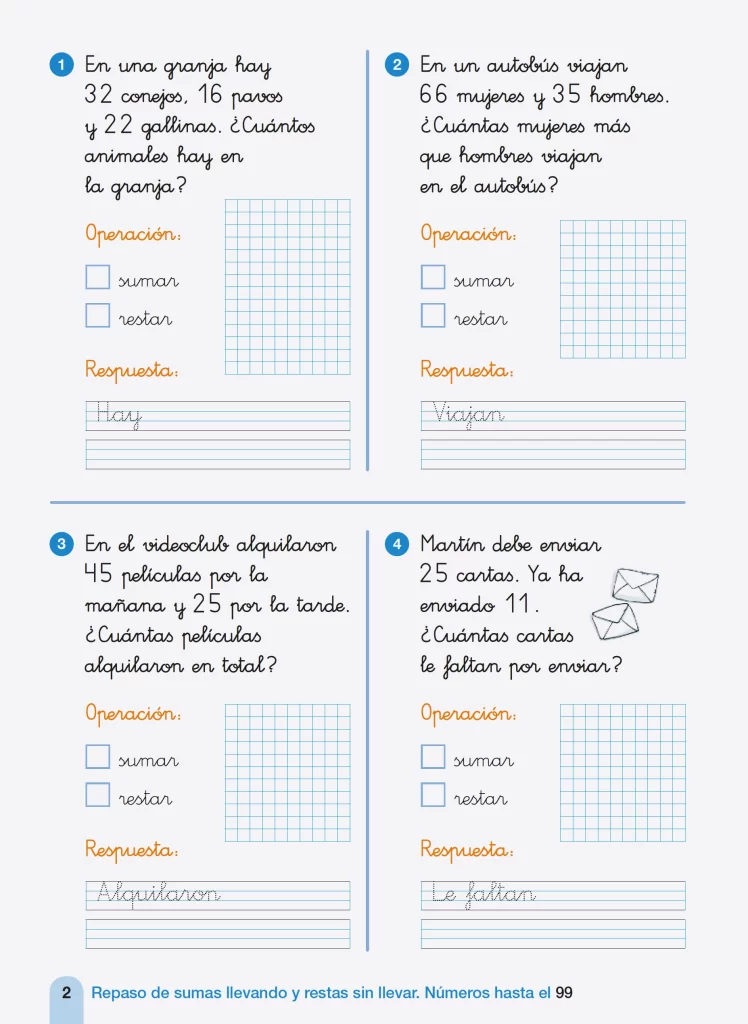 1 En una granja hay
32 conejos, 16 pavos
y 22 gallinas. ¿Cuántos
animales hay en
la granja?
Operación:
sumar
restar
Respuesta:
Hay
2 En un autobús viajan
66 mujeres y 35 hombres.
¿Cuántas mujeres más
que hombres viajan
en el autobús?
Operación:
sumar
restar
Respuesta:
Viajan
3 En el videoclub alquilaron
45 películas por la
mañana y 25 por la tarde.
¿Cuántas películas
alquilaron en total?
Operación:
sumar
restar
Respuesta:
Alquilaron
4 Martín debe enviar
25 cartas. Ya ha
enviado 11.
¿Cuántas cartas
le faltan por enviar?
Operación:
sumar
restar
Respuesta:
Le faltan
2 Repaso de sumas llevando y restas sin llevar. Números hasta el 99